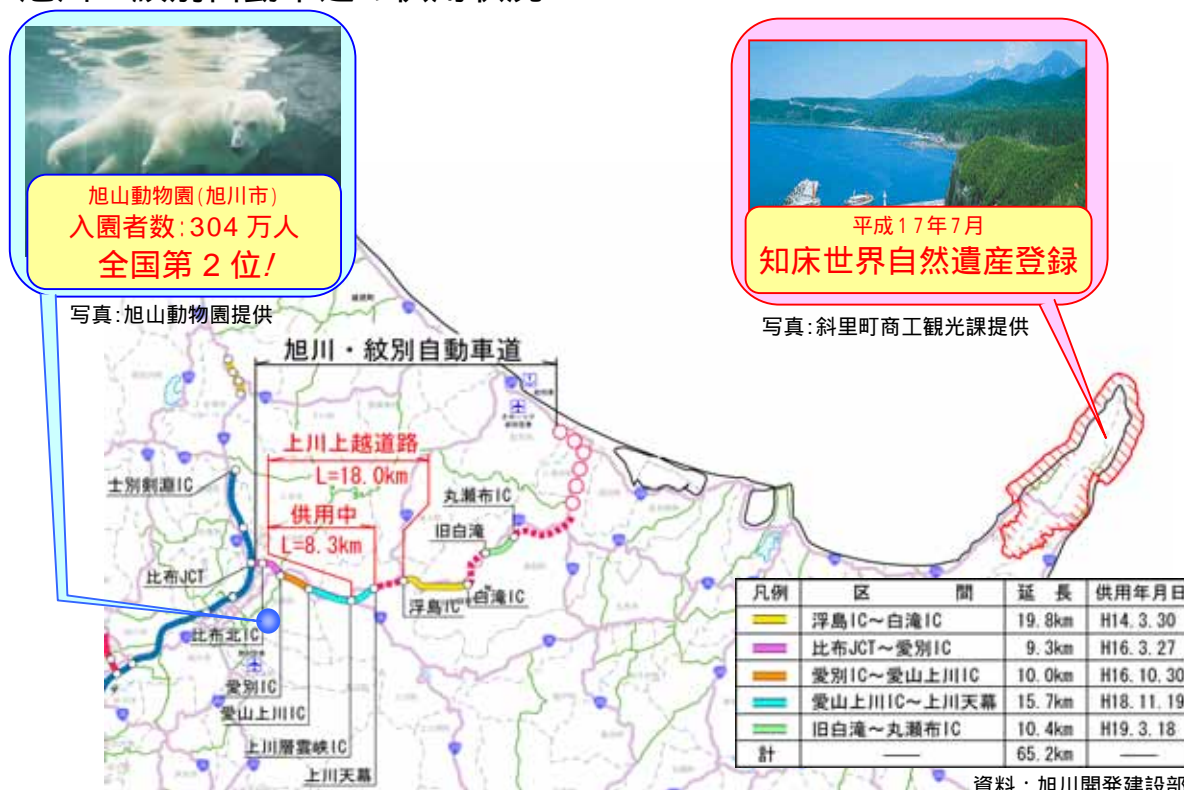 旭山動物園(旭川市)
入園者数:304 万人
全国第 2 位!
写真:旭山動物園提供
平成17年7月
知床世界自然遺産登録
写真:斜里町商工観光課提供
旭川・紋別自動車道
上川上越道路
L=18.0km
供用中
L=8.3km
士別剣淵IC
丸瀬布IC
旧白滝
比布JCT
浮島IC
白滝IC
比布北IC
愛別IC
愛山上川IC
上川層雲峡IC
上川天幕
凡例 区 間 延 長 供用年月日
浮島IC～白滝IC 19.8km H14.3.30
比布JCT～愛別IC 9.3km H16.3.27
愛別IC～愛山上川IC 10.0km H16.10.30
愛山上川IC～上川天幕 15.7km H18.11.19
旧白滝～丸瀬布IC 10.4km H19.3.18
計 —— 65.2km ——
資料：旭川開発建設部